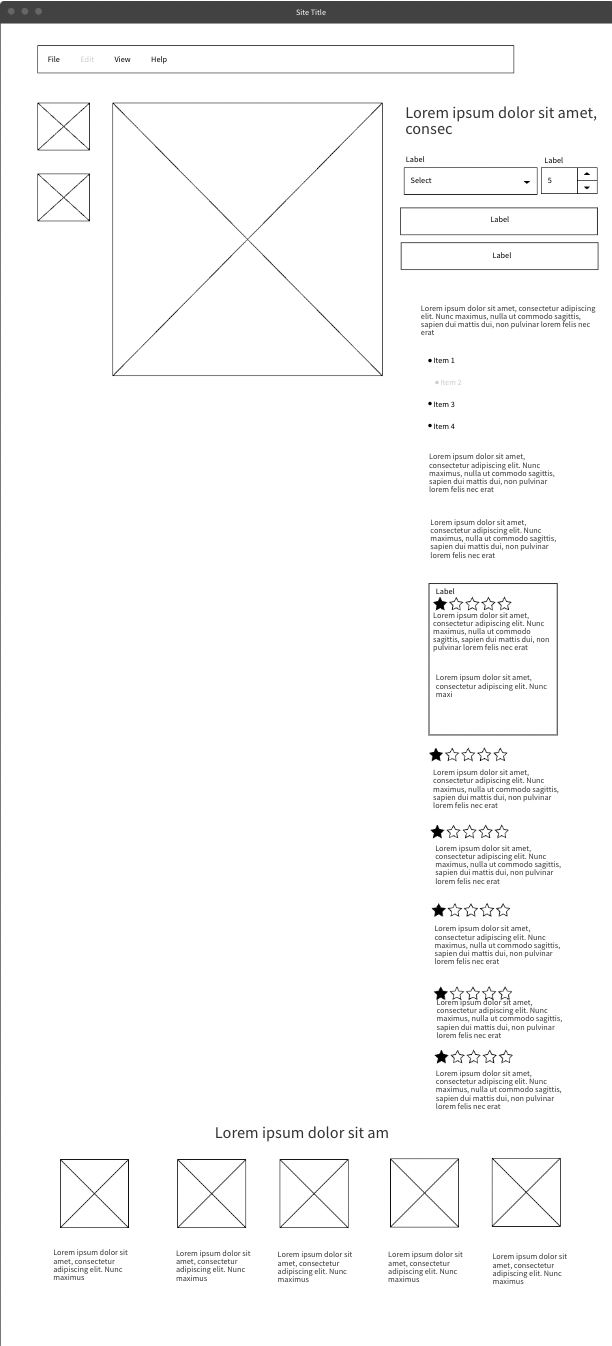 Site Title
File Edit View Help
Lorem ipsum dolor sit amet,
consec
Label Label
Select 5
Label
Label
Lorem ipsum dolor sit amet, consectetur adipiscing
elit. Nunc maximus, nulla ut commodo sagittis,
sapien dui mattis dui, non pulvinar lorem felis nec
erat
Item 1
Item 2
Item 3
Item 4
Lorem ipsum dolor sit amet,
consectetur adipiscing elit. Nunc
maximus, nulla ut commodo sagittis,
sapien dui mattis dui, non pulvinar
lorem felis nec erat
Lorem ipsum dolor sit amet,
consectetur adipiscing elit. Nunc
maximus, nulla ut commodo sagittis,
sapien dui mattis dui, non pulvinar
lorem felis nec erat
Label
Lorem ipsum dolor sit amet,
consectetur adipiscing elit. Nunc
maximus, nulla ut commodo
sagittis, sapien dui mattis dui, non
pulvinar lorem felis nec erat
Lorem ipsum dolor sit amet,
consectetur adipiscing elit. Nunc
maxi
Lorem ipsum dolor sit amet,
consectetur adipiscing elit. Nunc
maximus, nulla ut commodo sagittis,
sapien dui mattis dui, non pulvinar
lorem felis nec erat
Lorem ipsum dolor sit amet,
consectetur adipiscing elit. Nunc
maximus, nulla ut commodo sagittis,
sapien dui mattis dui, non pulvinar
lorem felis nec erat
Lorem ipsum dolor sit amet,
consectetur adipiscing elit. Nunc
maximus, nulla ut commodo sagittis,
sapien dui mattis dui, non pulvinar
lorem felis nec erat
Lorem ipsum dolor sit amet,
consectetur adipiscing elit. Nunc
maximus, nulla ut commodo sagittis,
sapien dui mattis dui, non pulvinar
lorem felis nec erat
Lorem ipsum dolor sit amet,
consectetur adipiscing elit. Nunc
maximus, nulla ut commodo sagittis,
sapien dui mattis dui, non pulvinar
lorem felis nec erat
Lorem ipsum dolor sit am
Lorem ipsum dolor sit
amet, consectetur
adipiscing elit. Nunc
maximus
Lorem ipsum dolor sit
amet, consectetur
adipiscing elit. Nunc
maximus
Lorem ipsum dolor sit
amet, consectetur
adipiscing elit. Nunc
maximus
Lorem ipsum dolor sit
amet, consectetur
adipiscing elit. Nunc
maximus
Lorem ipsum dolor sit
amet, consectetur
adipiscing elit. Nunc
maximus